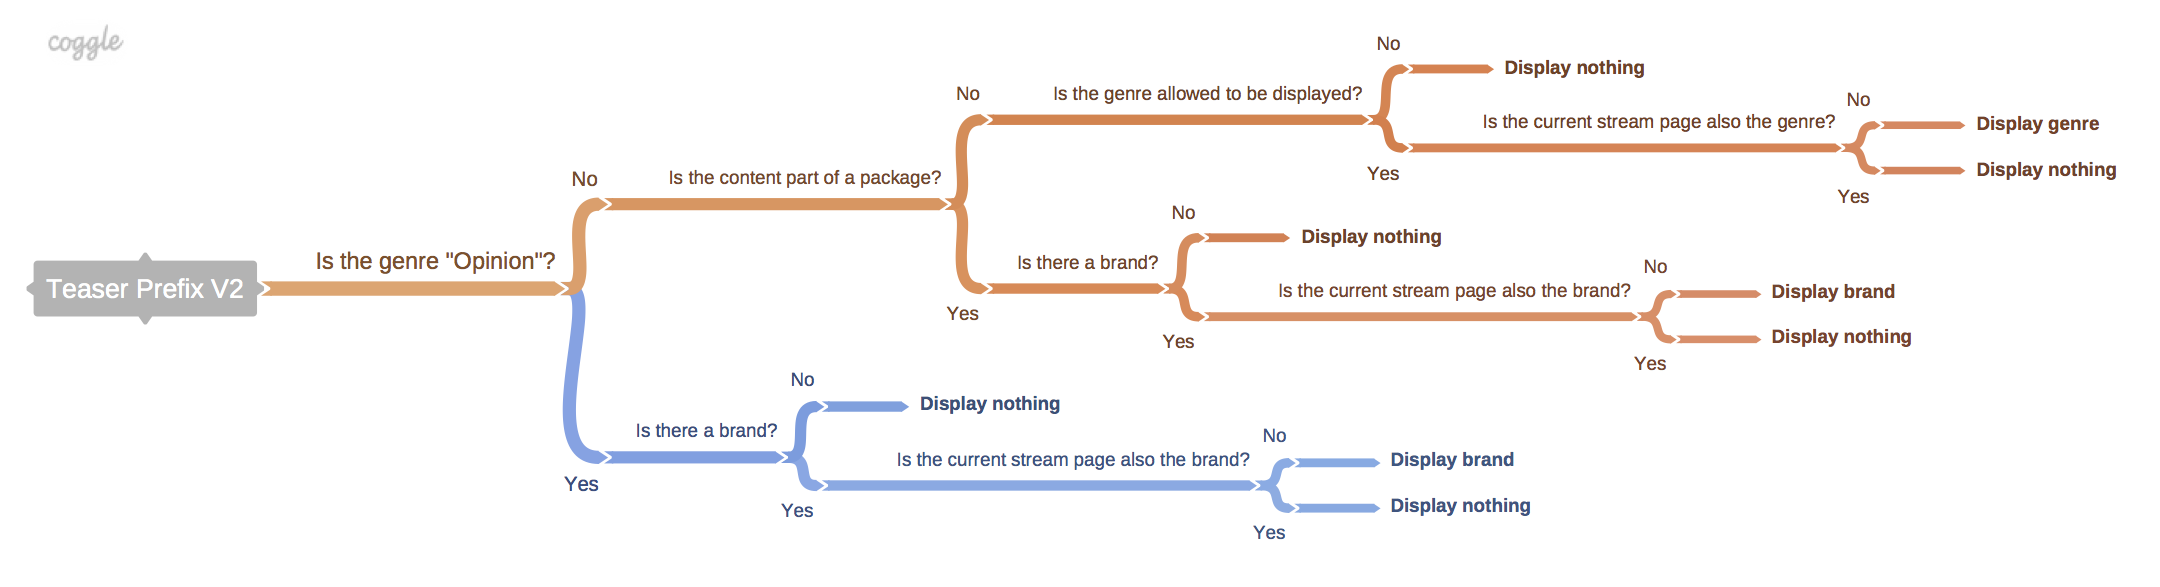 coggle
Teaser Prefix V2
Is the genre "Opinion"?
No
Is the content part of a package?
No
Is the genre allowed to be displayed?
No
Display nothing
Yes
Is the current stream page also the genre?
No
Display genre
Yes
Display nothing
Yes
Is there a brand?
No
Display nothing
Yes
Is the current stream page also the brand?
No
Display brand
Yes
Display nothing
Yes
Is there a brand?
No
Display nothing
Yes
Is the current stream page also the brand?
No
Display brand
Yes
Display nothing